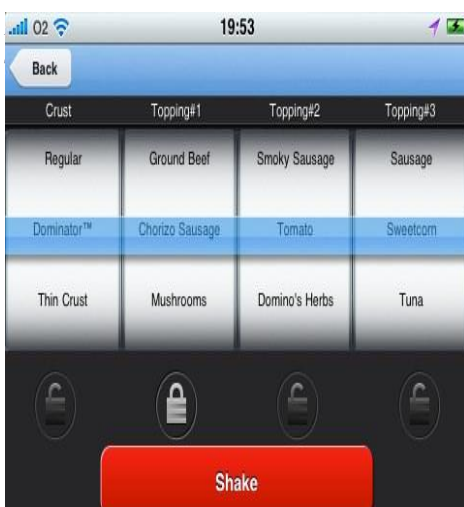 O2 19:53
Back
Crust Topping#1 Topping#2 Topping#3
Regular Ground Beef Smoky Sausage Sausage
Dominator™ Chorizo Sausage Tomato Sweetcorn
Thin Crust Mushrooms Domino's Herbs Tuna
Shake